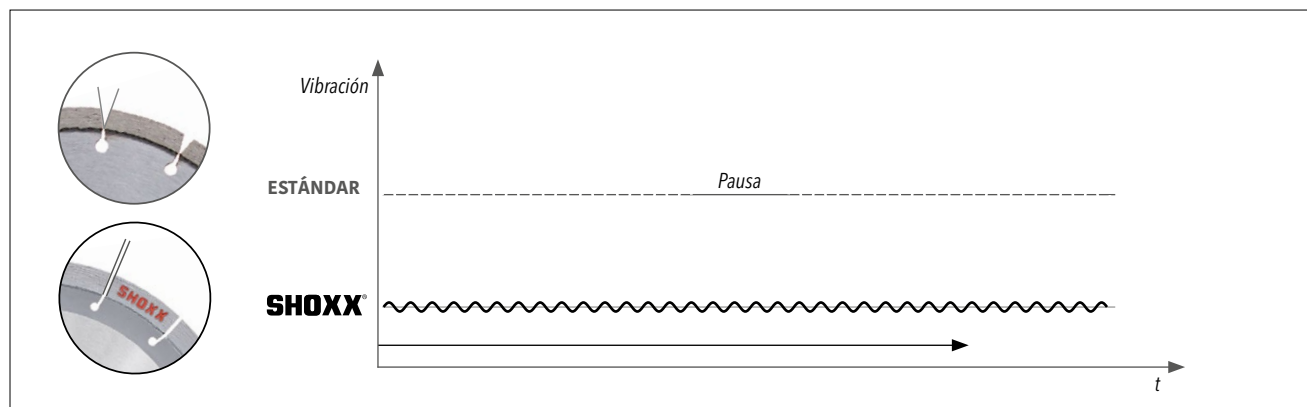 Vibración
ESTÁNDAR
Pausa
SHOXX
SHOXX®
t